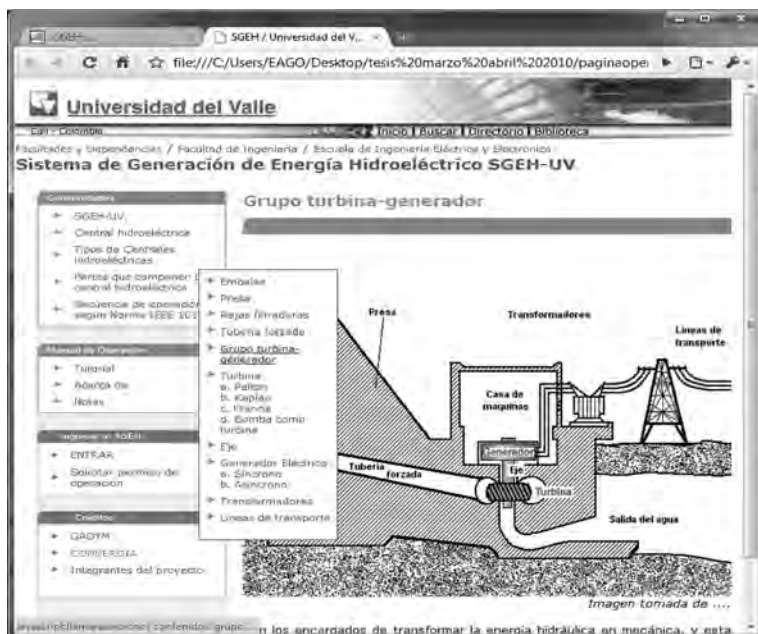 SGEH / Universidad del V...
file:///C:/Users/EAGO/Desktop/tesis%20marzo%20abril%202010/paginaope
Universidad del Valle
Cali - Colombia
Inicio | Buscar | Directorio | Biblioteca
Facultades y Dependencias / Facultad de Ingeniería / Escuela de Ingeniería Eléctrica y Electrónica
Sistema de Generación de Energía Hidroeléctrico SGEH-UV
Generalidades
SGEH-UV
Central hidroeléctrica
Tipos de Centrales
hidroeléctricas
Partes que componen
central hidroeléctrica
Secuencia de operación
según Norma IEEE
Manual de Operación
Tutorial
Acerca de
Notas
Ingresar al SGEH
ENTRAR
Solicitar permiso de
operación
Créditos
GADYM
CONVERGIA
Integrantes del proyecto
Embalse
Presa
Rejas filtradoras
Tubería forzada
Grupo turbina-
generador
Turbina
a. Pelton
b. Kaplan
c. Francis
d. Bomba como
turbina
Eje
Generador Eléctrico
a. Síncrono
b. Asíncrono
Transformadores
Lineas de transporte
Grupo turbina-generador
Presa
Transformadores
Lineas de
transporte
Casa de
maquinas
Generador
Eje
Tuberia
forzada
Turbina
Salida del agua
Imagen tomada de ....
n los encargados de transformar la energía hidráulica en mecánica, y esta